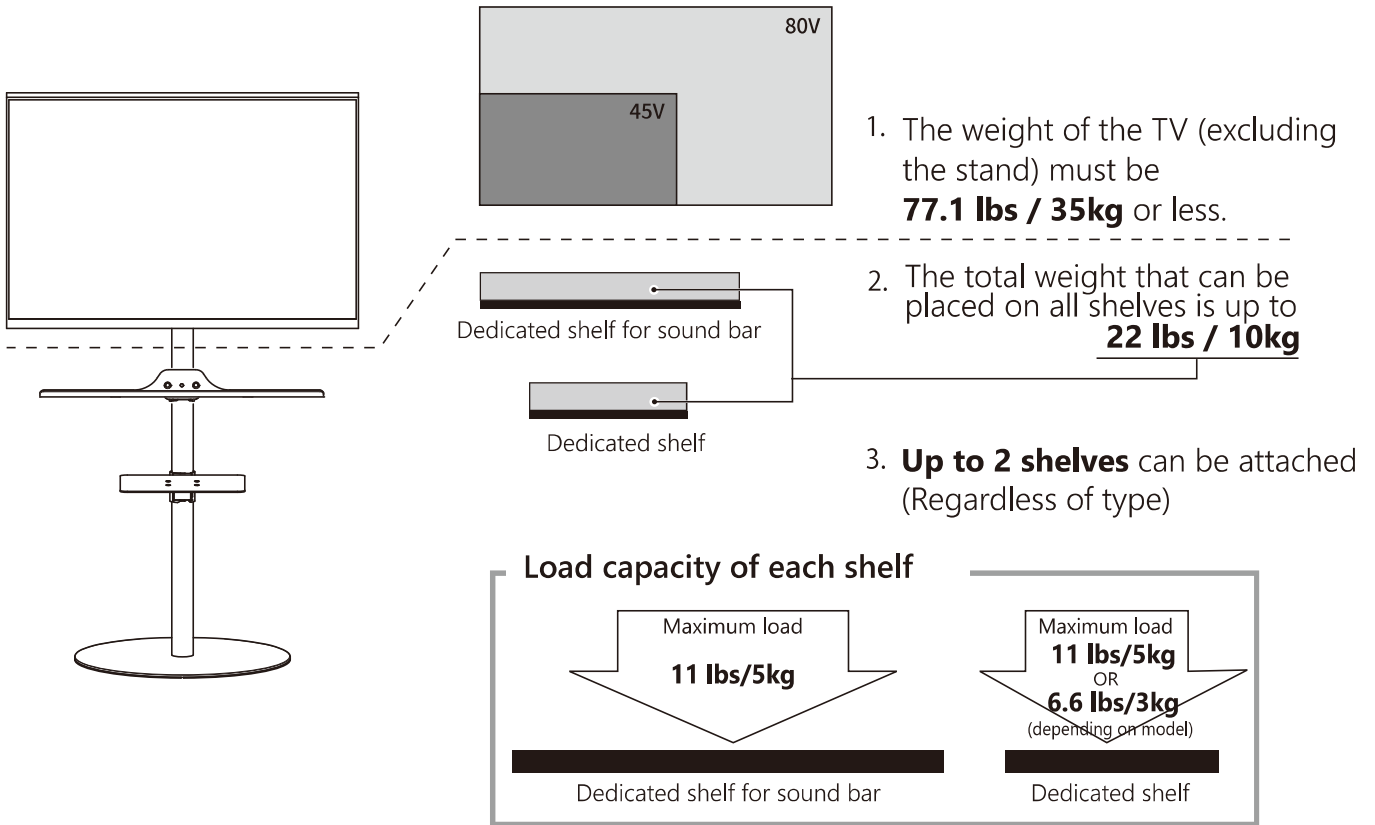 80V
45V
1. The weight of the TV (excluding
the stand) must be
77.1 lbs / 35kg or less.
2. The total weight that can be
placed on all shelves is up to
22 lbs / 10kg
Dedicated shelf for sound bar
Dedicated shelf
3. Up to 2 shelves can be attached
(Regardless of type)
Load capacity of each shelf
Maximum load
11 lbs/5kg
Dedicated shelf for sound bar
Maximum load
11 lbs/5kg
OR
6.6 lbs/3kg
(depending on model)
Dedicated shelf